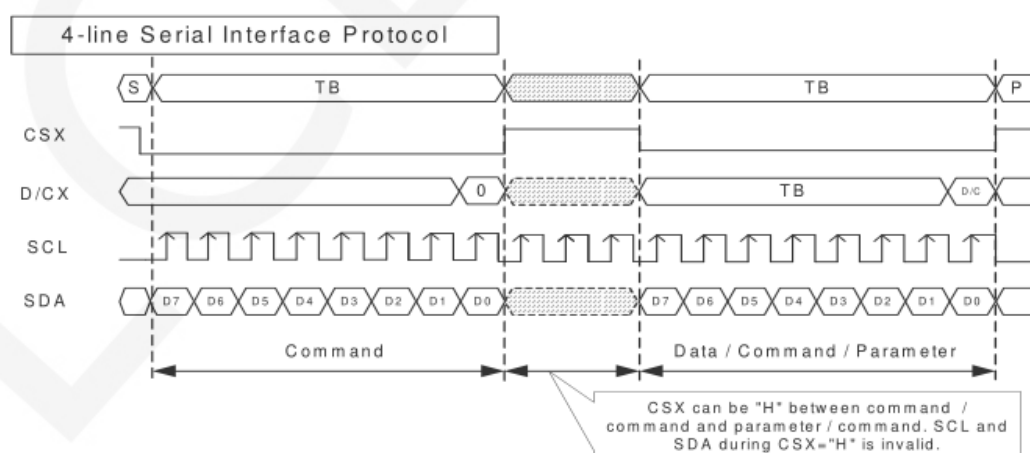 4-line Serial Interface Protocol
S TB TB P
CSX
D/CX 0 TB D/C
SCL
SDA D7 D6 D5 D4 D3 D2 D1 D0 D7 D6 D5 D4 D3 D2 D1 D0
Command Data / Command / Parameter
CSX can be "H" between command /
command and parameter / command. SCL and
SDA during CSX="H" is invalid.